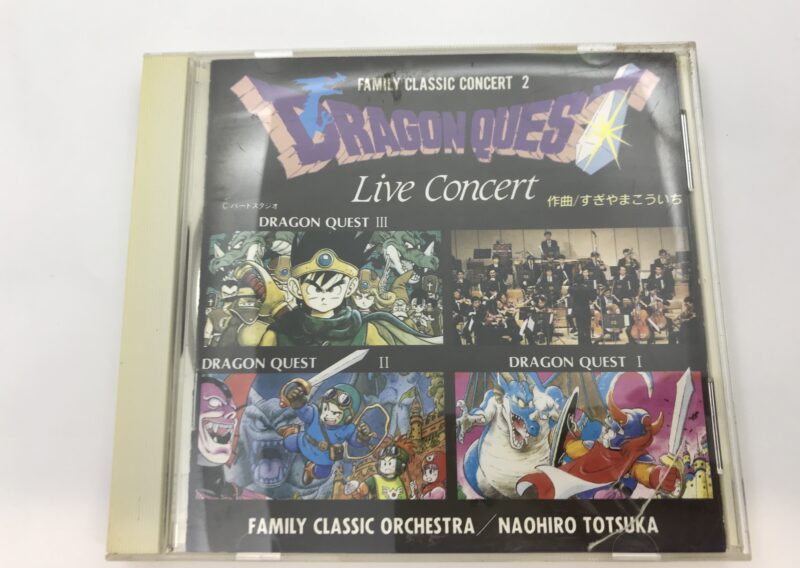 FAMILY CLASSIC CONCERT 2
DRAGON QUEST
Live Concert
作曲/すぎやまこういち
©バードスタジオ
DRAGON QUEST III
DRAGON QUEST II
DRAGON QUEST I
FAMILY CLASSIC ORCHESTRA/NAOHIRO TOTSUKA